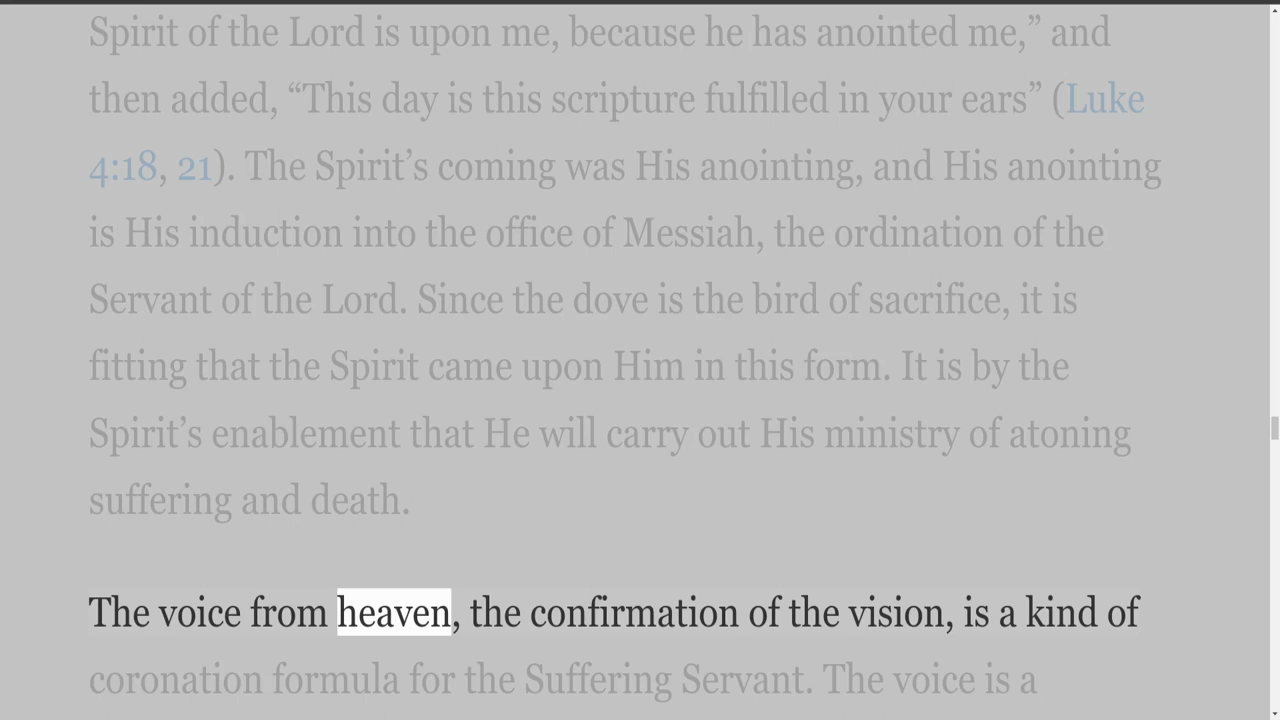 Spirit of the Lord is upon me, because he has anointed me,” and
then added, “This day is this scripture fulfilled in your ears” (Luke
4:18, 21). The Spirit’s coming was His anointing, and His anointing
is His induction into the office of Messiah, the ordination of the
Servant of the Lord. Since the dove is the bird of sacrifice, it is
fitting that the Spirit came upon Him in this form. It is by the
Spirit’s enablement that He will carry out His ministry of atoning
suffering and death.
The voice from heaven, the confirmation of the vision, is a kind of
coronation formula for the Suffering Servant. The voice is a